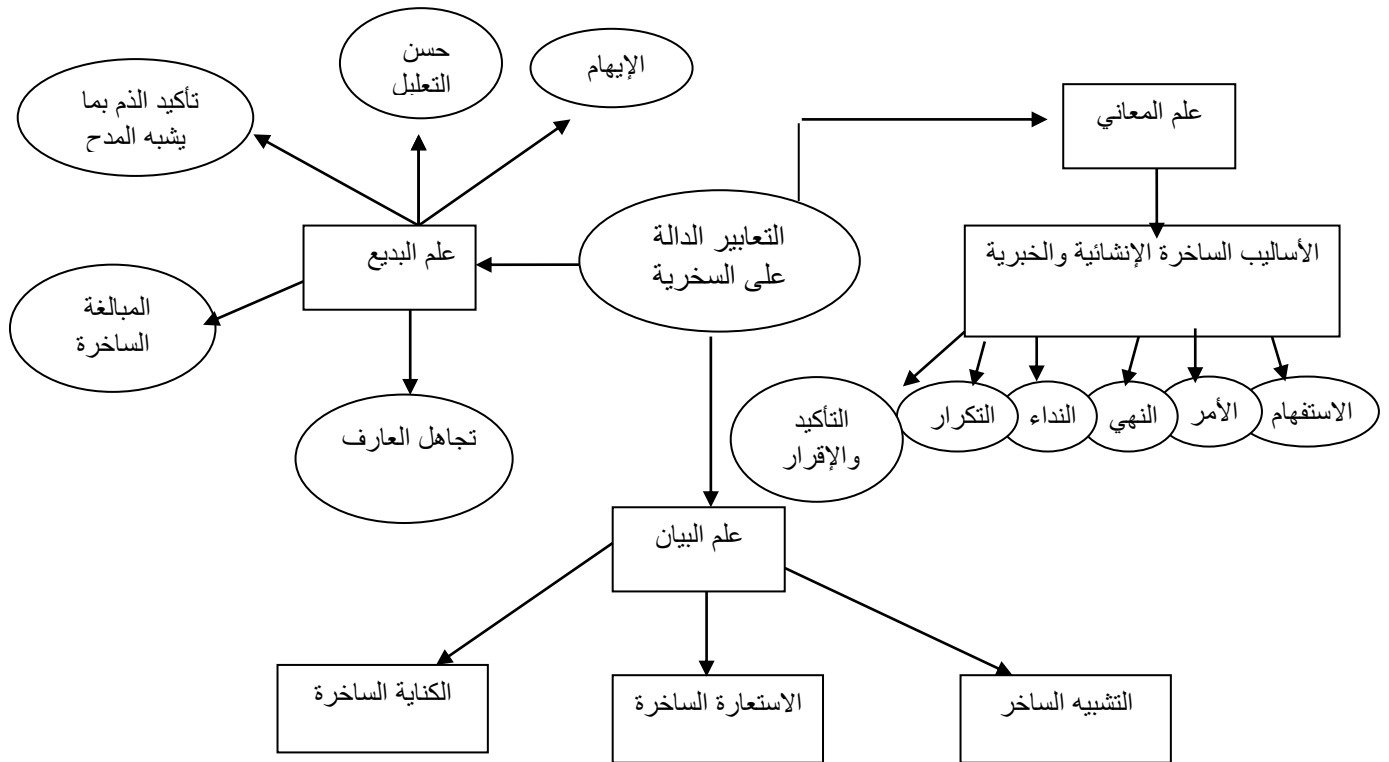 حسن
التعليل
الإيهام
تأكيد الذم بما
يشبه المدح
علم المعاني
التعابير الدالة
على السخرية
علم البديع
الأساليب الساخرة الإنشائية والخبرية
المبالغة
الساخرة
الاستفهام
الأمر
النهي
النداء
التكرار
التأكيد
والإقرار
تجاهل العارف
علم البيان
التشبيه الساخر
الاستعارة الساخرة
الكناية الساخرة